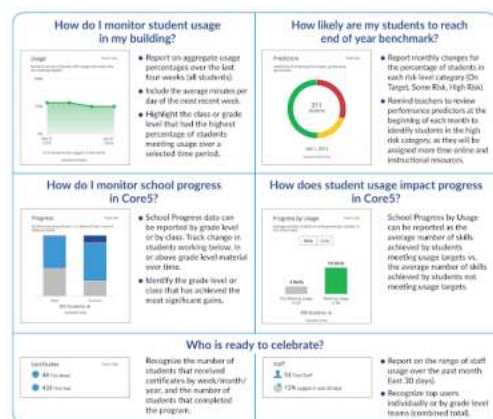 How do I monitor student usage
in my building?
Usage
● Report on aggregate usage
percentages over the last
four weeks (all students).
● Include the average minutes per
day of the most recent week.
● Highlight the class or grade
level that had the highest
percentage of students
meeting usage over a
selected time period.
How likely are my students to reach
end of year benchmark?
Predictors
351
students
● Report monthly changes for
the percentage of students in
each risk level category (On
Target, Some Risk, High Risk).
● Remind teachers to review
performance predictors at the
beginning of each month to
identify students in the high
risk category, so they will be
assigned more time online and
instructional resources.
How do I monitor school progress
in Core5?
Progress
● School Progress data can
be reported by grade level
or by class. Track change in
students working below, in
or above grade level material
over time.
● Identify the grade level or
class that has achieved the
most significant gains.
How does student usage impact progress
in Core5?
Progress by Usage
School Progress by Usage
can be reported as the
average number of skills
achieved by students
meeting usage targets vs.
the average number of skills
achieved by students not
meeting usage targets.
Who is ready to celebrate?
Certificates
Recognize the number of
students that received
certificates by week/month/
year, and the number of
students that completed
the program.
Staff
● Report on the range of staff
usage over the past month
(last 30 days).
● Recognize top users
individually or by grade level
teams (combined total).